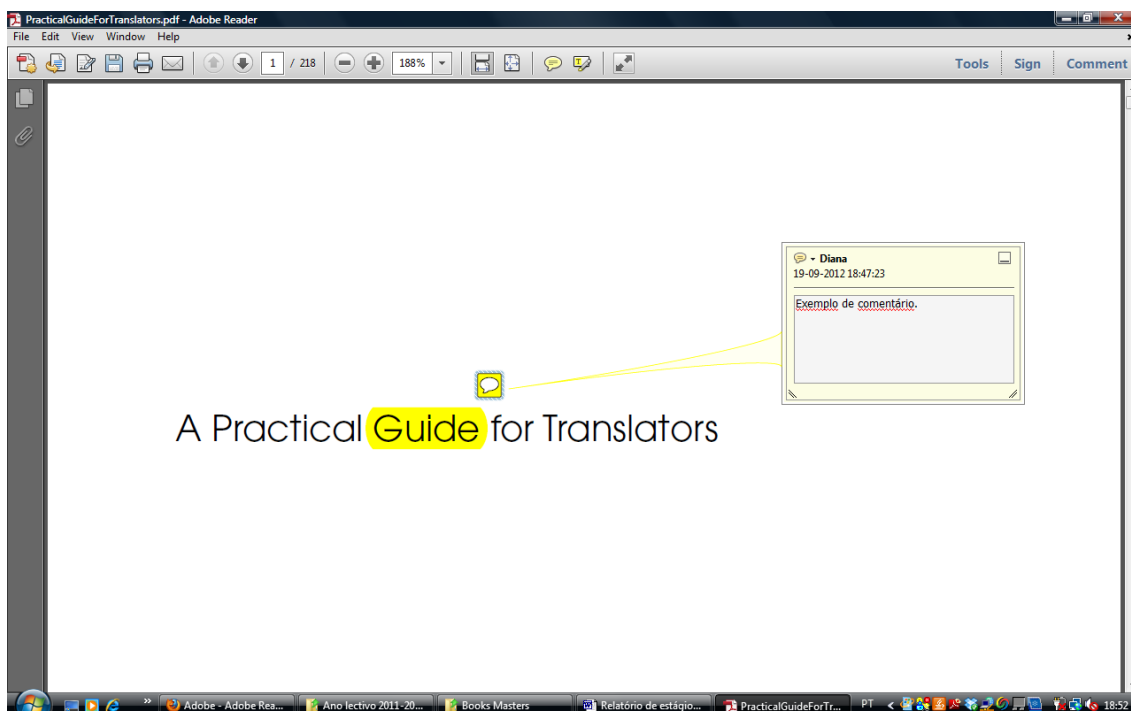 PracticalGuideForTranslators.pdf - Adobe Reader
File Edit View Window Help
1 / 218 188% Tools Sign Comment
Diana
19-09-2012 18:47:23
Exemplo de comentário.
A Practical Guide for Translators
Adobe - Adobe Rea... Ano lectivo 2011-20... Books Masters Relatório de estágio... PracticalGuideForTr... PT 18:52